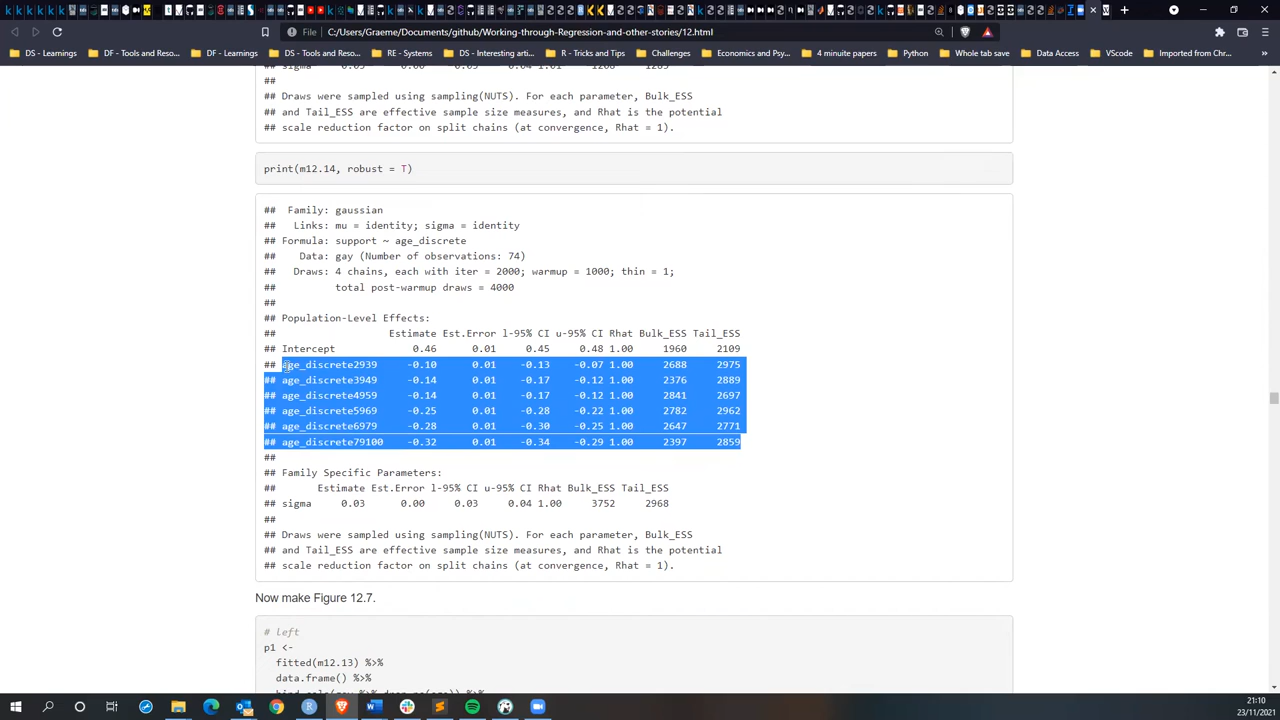 C:/Users/Graeme/Documents/github/Working-through-Regression-and-other-stories/12.html
DS - Learnings
DF - Tools and Reso...
DF - Learnings
DS - Tools and Reso...
RE - Systems
DS - Interesting arti...
R - Tricks and Tips
Challenges
Economics and Psy...
4 minuite papers
Python
Whole tab save
Data Access
VScode
Imported from Chr...
## Draws were sampled using sampling(NUTS). For each parameter, Bulk_ESS
## and Tail_ESS are effective sample size measures, and Rhat is the potential
## scale reduction factor on split chains (at convergence, Rhat = 1).
print(m12.14, robust = T)
## Family: gaussian
## Links: mu = identity; sigma = identity
## Formula: support ~ age_discrete
## Data: gay (Number of observations: 74)
## Draws: 4 chains, each with iter = 2000; warmup = 1000; thin = 1;
## total post-warmup draws = 4000
##
## Population-Level Effects:
## Estimate Est.Error l-95% CI u-95% CI Rhat Bulk_ESS Tail_ESS
## Intercept 0.46 0.01 0.45 0.48 1.00 1960 2109
## age_discrete2939 -0.10 0.01 -0.13 -0.07 1.00 2688 2975
## age_discrete3949 -0.14 0.01 -0.17 -0.12 1.00 2376 2889
## age_discrete4959 -0.14 0.01 -0.17 -0.12 1.00 2841 2697
## age_discrete5969 -0.25 0.01 -0.28 -0.22 1.00 2782 2962
## age_discrete6979 -0.28 0.01 -0.30 -0.25 1.00 2647 2771
## age_discrete79100 -0.32 0.01 -0.34 -0.29 1.00 2397 2859
##
## Family Specific Parameters:
## Estimate Est.Error l-95% CI u-95% CI Rhat Bulk_ESS Tail_ESS
## sigma 0.03 0.00 0.03 0.04 1.00 3752 2968
##
## Draws were sampled using sampling(NUTS). For each parameter, Bulk_ESS
## and Tail_ESS are effective sample size measures, and Rhat is the potential
## scale reduction factor on split chains (at convergence, Rhat = 1).
Now make Figure 12.7.
# left
p1 <-
fitted(m12.13) %>%
data.frame() %>%
21:10
23/11/2021